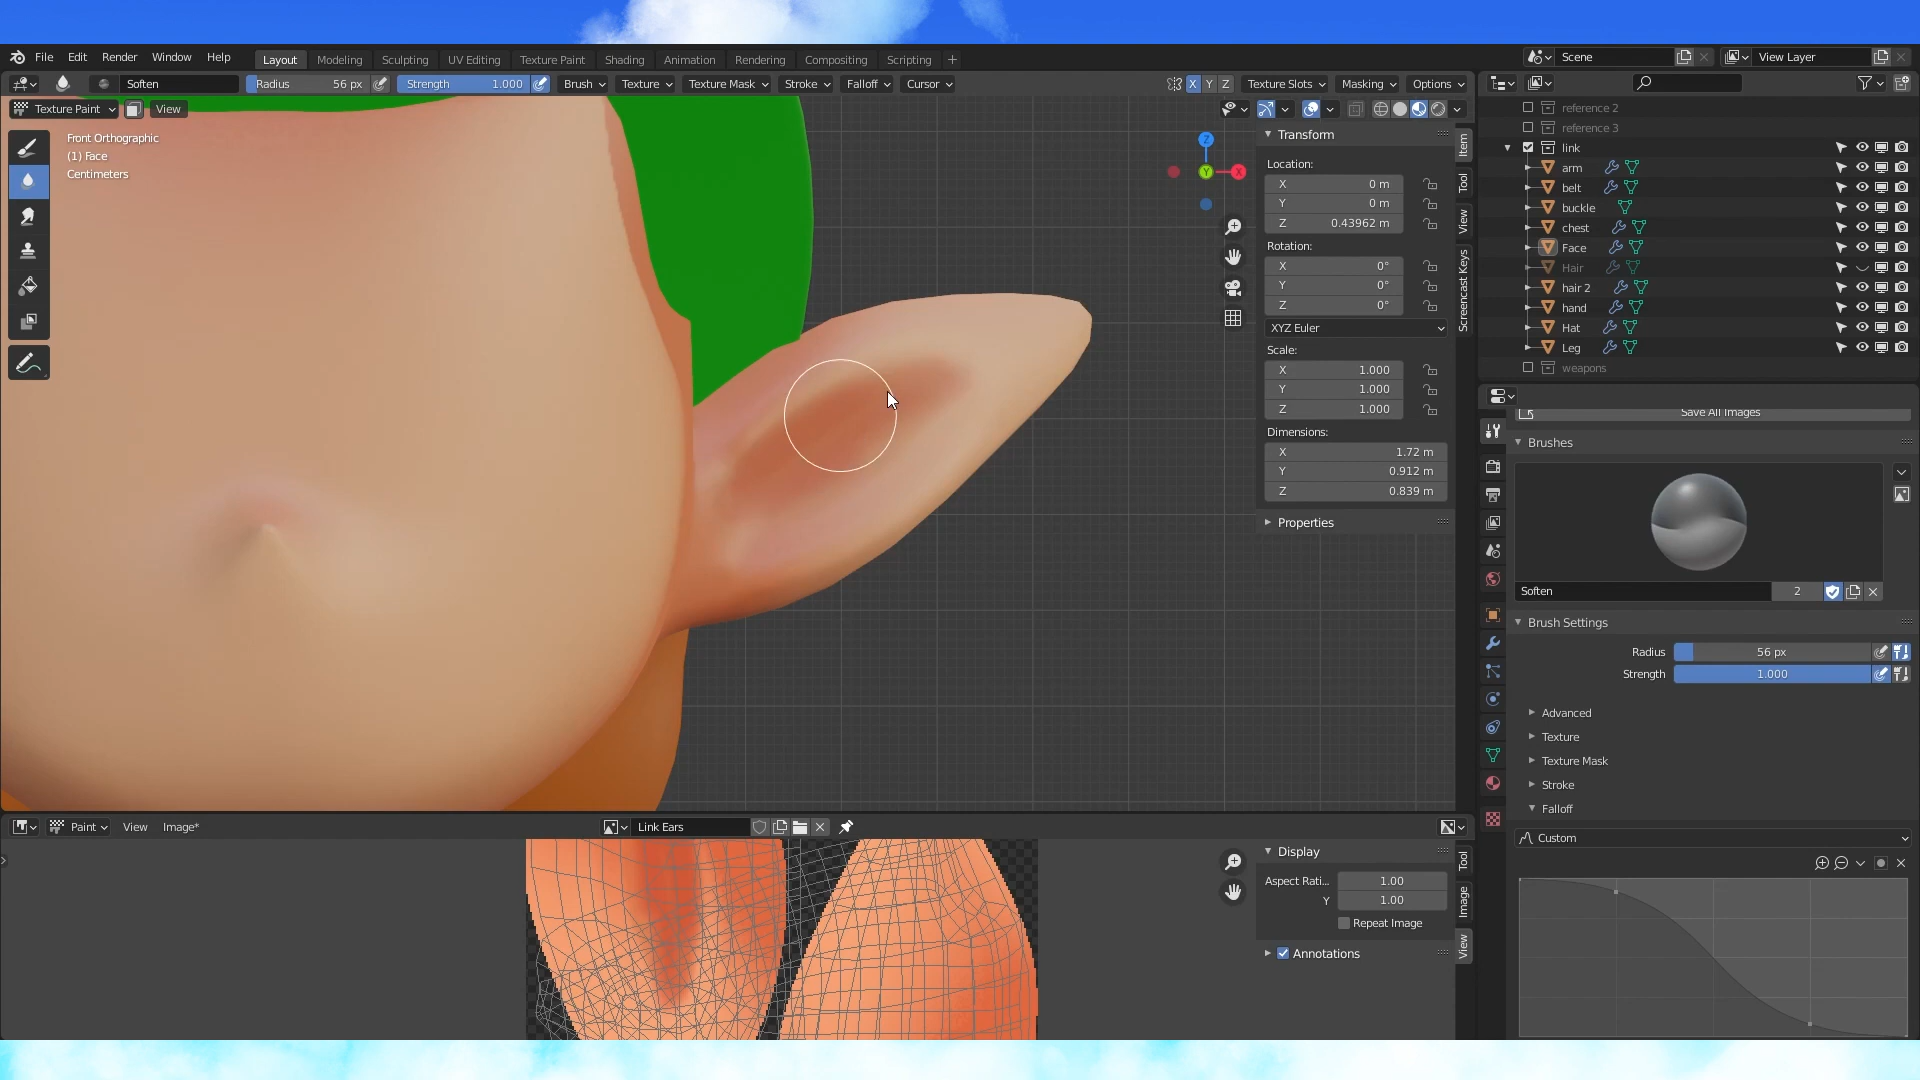 File Edit Render Window Help Layout Modeling Sculpting UV Editing Texture Paint Shading Animation Rendering Compositing Scripting + Scene View Layer
Soften Radius 56 px Strength 1.000 Brush Texture Texture Mask Stroke Falloff Cursor X Y Z Texture Slots Masking Options
Texture Paint View
Front Orthographic
(1) Face
Centimeters
Z
Y
X
Transform
Location:
X 0 m
Y 0 m
Z 0.43962 m
Rotation:
X 0°
Y 0°
Z 0°
XYZ Euler
Scale:
X 1.000
Y 1.000
Z 1.000
Dimensions:
X 1.72 m
Y 0.912 m
Z 0.839 m
Properties
Item
Tool
View
Screencast Keys
reference 2
reference 3
link
arm
belt
buckle
chest
Face
Hair
hair 2
hand
Hat
Leg
weapons
Save All Images
Brushes
Soften 2
Brush Settings
Radius 56 px
Strength 1.000
Advanced
Texture
Texture Mask
Stroke
Falloff
Custom
Paint View Image* Link Ears
Display
Aspect Rati... 1.00
Y 1.00
Repeat Image
Annotations
Tool
Image
View